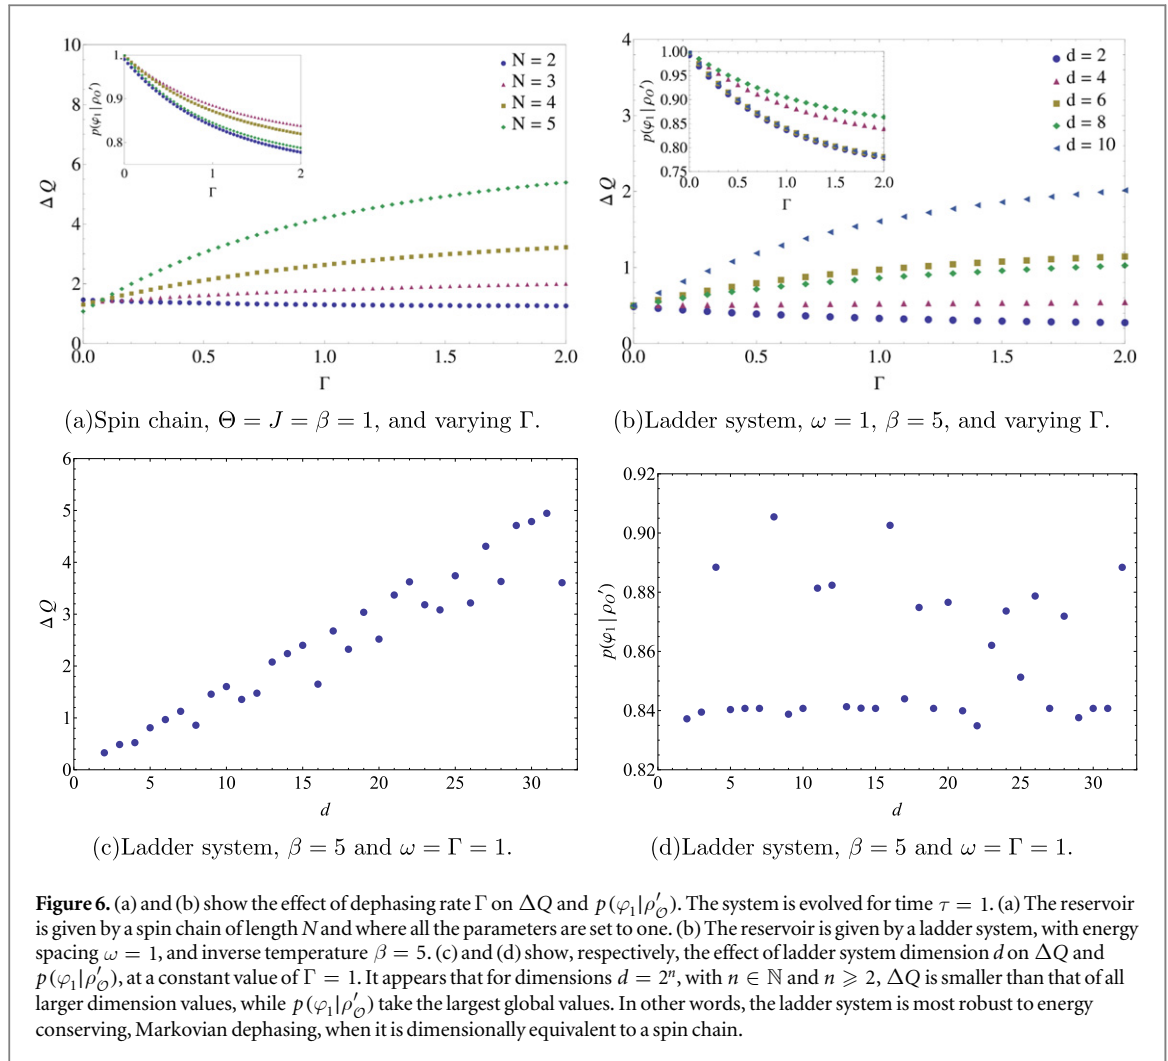 10
8
6
4
2
0
ΔQ
0.0
0.5
1.0
1.5
2.0
Γ
1
0.9
0.8
p(φ₁|ρ𝒪′)
0
1
2
Γ
N = 2
N = 3
N = 4
N = 5
(a)Spin chain, Θ = J = β = 1, and varying Γ.
4
3
2
1
0
ΔQ
0.0
0.5
1.0
1.5
2.0
Γ
1.00
0.95
0.90
0.85
0.80
0.75
p(φ₁|ρ𝒪′)
0.0
0.5
1.0
1.5
2.0
Γ
d = 2
d = 4
d = 6
d = 8
d = 10
(b)Ladder system, ω = 1, β = 5, and varying Γ.
6
5
4
3
2
1
0
ΔQ
0
5
10
15
20
25
30
d
(c)Ladder system, β = 5 and ω = Γ = 1.
0.92
0.90
0.88
0.86
0.84
0.82
p(φ₁|ρ𝒪′)
0
5
10
15
20
25
30
d
(d)Ladder system, β = 5 and ω = Γ = 1.
Figure 6. (a) and (b) show the effect of dephasing rate Γ on ΔQ and p(φ₁|ρ′𝒪). The system is evolved for time τ = 1. (a) The reservoir
is given by a spin chain of length N and where all the parameters are set to one. (b) The reservoir is given by a ladder system, with energy
spacing ω = 1, and inverse temperature β = 5. (c) and (d) show, respectively, the effect of ladder system dimension d on ΔQ and
p(φ₁|ρ′𝒪), at a constant value of Γ = 1. It appears that for dimensions d = 2ⁿ, with n ∈ ℕ and n ⩾ 2, ΔQ is smaller than that of all
larger dimension values, while p(φ₁|ρ′𝒪) take the largest global values. In other words, the ladder system is most robust to energy
conserving, Markovian dephasing, when it is dimensionally equivalent to a spin chain.